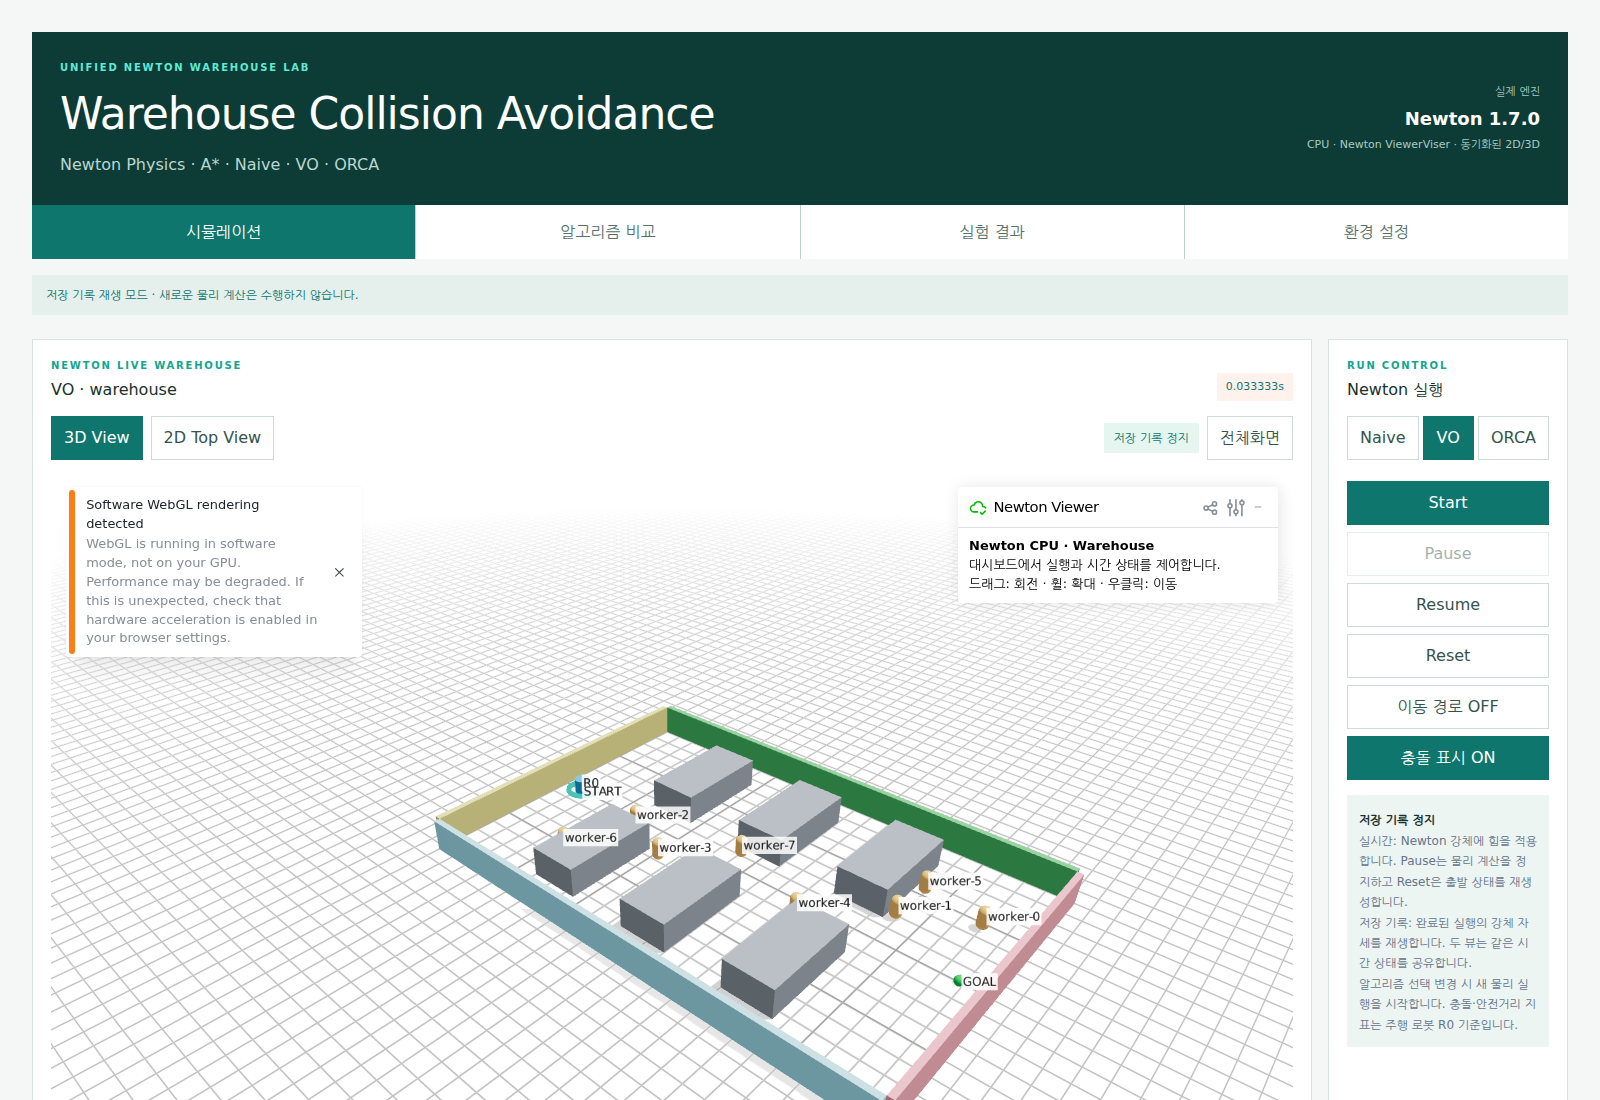 UNIFIED NEWTON WAREHOUSE LAB
Warehouse Collision Avoidance
Newton Physics · A* · Naive · VO · ORCA
실제 엔진
Newton 1.7.0
CPU · Newton ViewerViser · 동기화된 2D/3D
시뮬레이션
알고리즘 비교
실험 결과
환경 설정
저장 기록 재생 모드 · 새로운 물리 계산은 수행하지 않습니다.
NEWTON LIVE WAREHOUSE
VO · warehouse
0.033333s
3D View
2D Top View
저장 기록 정지
전체화면
Software WebGL rendering
detected
WebGL is running in software
mode, not on your GPU.
Performance may be degraded. If
this is unexpected, check that
hardware acceleration is enabled in
your browser settings.
Newton Viewer
Newton CPU · Warehouse
대시보드에서 실행과 시간 상태를 제어합니다.
드래그: 회전 · 휠: 확대 · 우클릭: 이동
R0
START
worker-2
worker-6
worker-3
worker-7
worker-5
worker-4
worker-1
worker-0
GOAL
RUN CONTROL
Newton 실행
Naive
VO
ORCA
Start
Pause
Resume
Reset
이동 경로 OFF
충돌 표시 ON
저장 기록 정지
실시간: Newton 강체에 힘을 적용
합니다. Pause는 물리 계산을 정
지하고 Reset은 출발 상태를 재생
성합니다.
저장 기록: 완료된 실행의 강체 자
세를 재생합니다. 두 뷰는 같은 시
간 상태를 공유합니다.
알고리즘 선택 변경 시 새 물리 실
행을 시작합니다. 충돌·안전거리 지
표는 주행 로봇 R0 기준입니다.